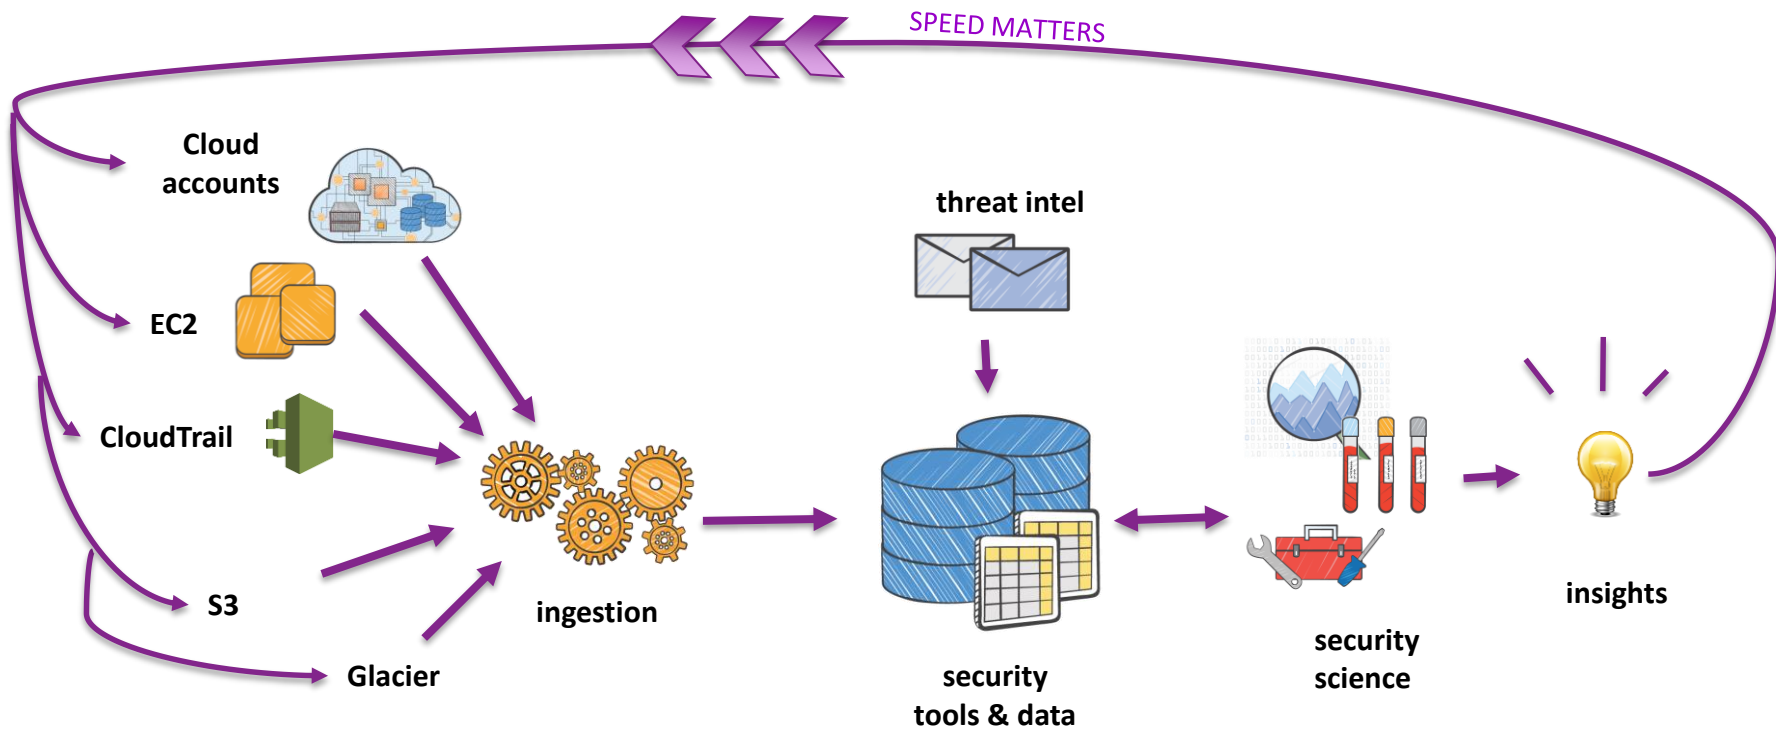 SPEED MATTERS
Cloud
accounts
threat intel
EC2
CloudTrail
S3
ingestion
insights
security
science
Glacier
security
tools & data